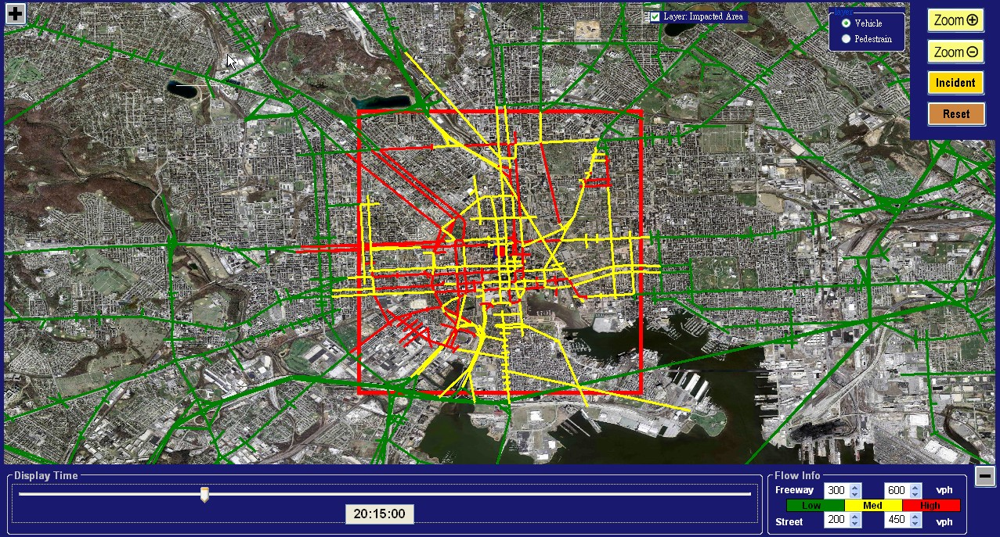 Layer: Impacted Area
layer
Vehicle
Pedestrain
Zoom
Zoom
Incident
Reset
Display Time
20:15:00
Flow Info
Freeway 300 600 vph
Low Med High
Street 200 450 vph